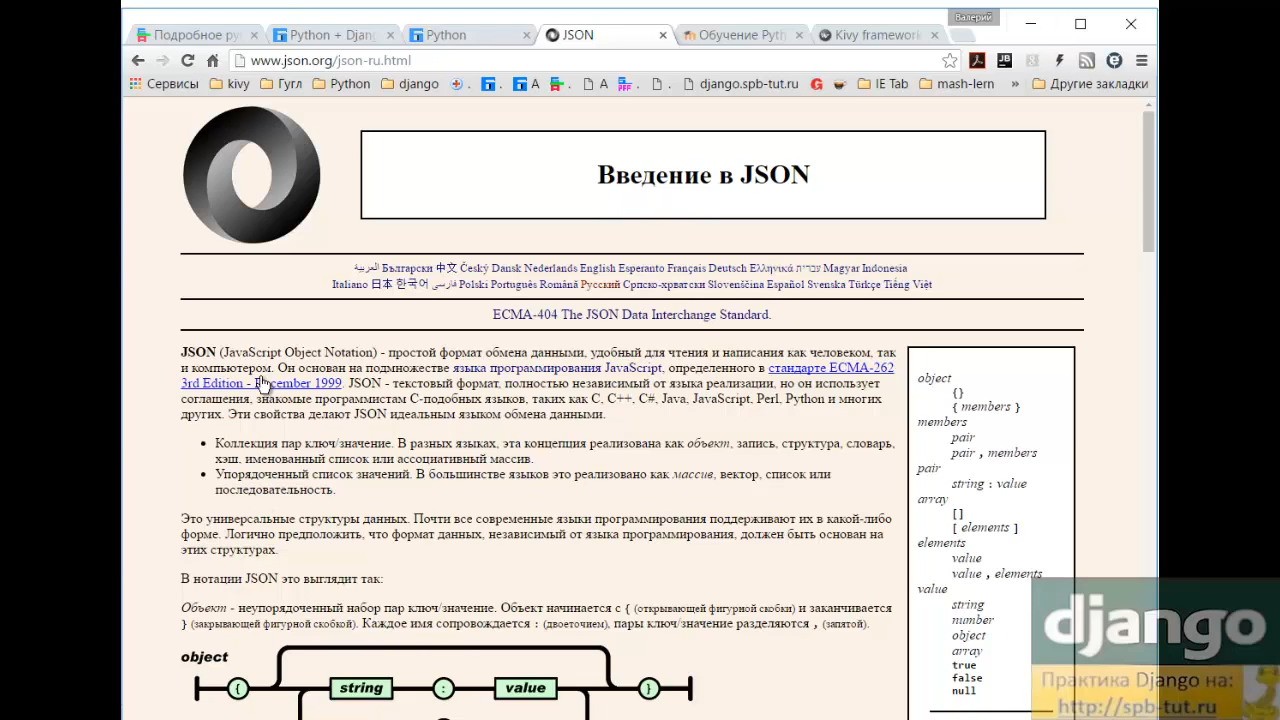 Валерий
Подробное ру
Python + Djan
Python
JSON
Обучение Pyth
Kivy framework
www.json.org/json-ru.html
Сервисы
kivy
Гугл
Python
django
A
A
django.spb-tut.ru
IE Tab
mash-lern
»
Другие закладки
Введение в JSON
العربية Български 中文 Český Dansk Nederlands English Esperanto Français Deutsch Ελληνικά עברית Magyar Indonesia
Italiano 日本 한국어 فارسی Polski Português Română Русский Српско-хрватски Slovenščina Español Svenska Türkçe Tiếng Việt
ECMA-404 The JSON Data Interchange Standard.
JSON (JavaScript Object Notation) - простой формат обмена данными, удобный для чтения и написания как человеком, так
и компьютером. Он основан на подмножестве языка программирования JavaScript, определенного в стандарте ECMA-262
3rd Edition - December 1999. JSON - текстовый формат, полностью независимый от языка реализации, но он использует
соглашения, знакомые программистам C-подобных языков, таких как C, C++, C#, Java, JavaScript, Perl, Python и многих
других. Эти свойства делают JSON идеальным языком обмена данными.
• Коллекция пар ключ/значение. В разных языках, эта концепция реализована как объект, запись, структура, словарь,
хэш, именованный список или ассоциативный массив.
• Упорядоченный список значений. В большинстве языков это реализовано как массив, вектор, список или
последовательность.
Это универсальные структуры данных. Почти все современные языки программирования поддерживают их в какой-либо
форме. Логично предположить, что формат данных, независимый от языка программирования, должен быть основан на
этих структурах.
В нотации JSON это выглядит так:
Объект - неупорядоченный набор пар ключ/значение. Объект начинается с { (открывающей фигурной скобки) и заканчивается
} (закрывающей фигурной скобкой). Каждое имя сопровождается : (двоеточием), пары ключ/значение разделяются , (запятой).
object
{ string : value }
object
{}
{ members }
members
pair
pair , members
pair
string : value
array
[]
[ elements ]
elements
value
value , elements
value
string
number
object
array
true
false
null
django
Практика Django на:
http://spb-tut.ru